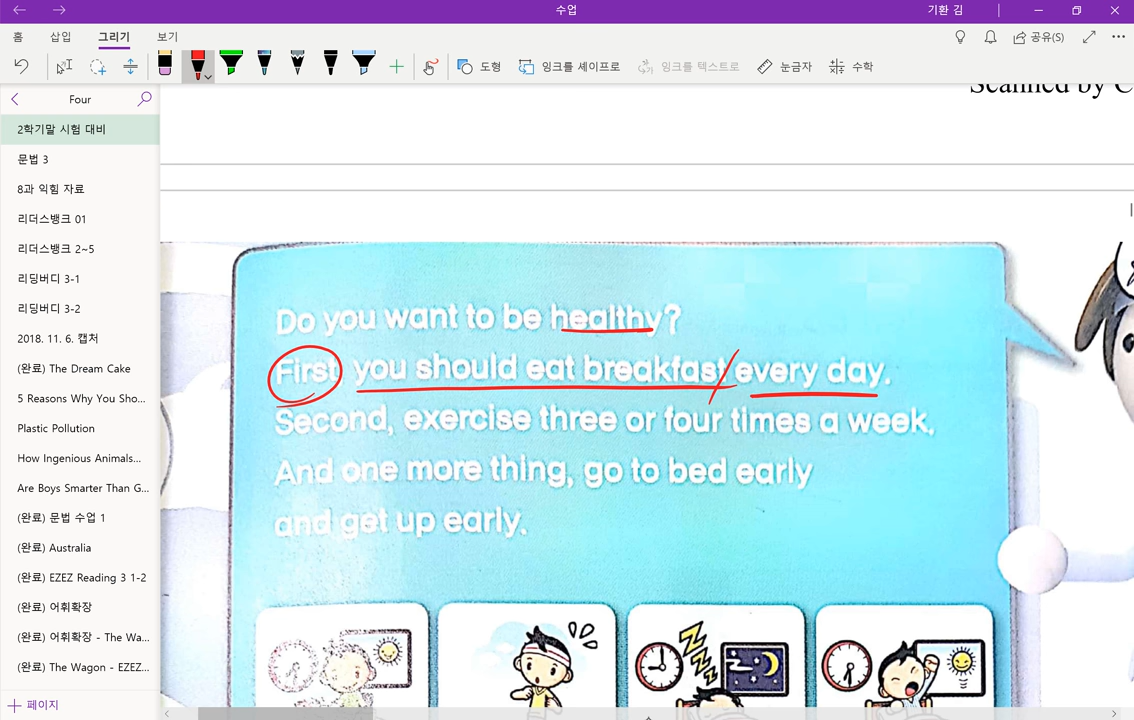 수업
기환 김
홈 삽입 그리기 보기
공유(S)
도형 잉크를 셰이프로 잉크를 텍스트로 눈금자 수학
Four
2학기말 시험 대비
문법 3
8과 익힘 자료
리더스뱅크 01
리더스뱅크 2~5
리딩버디 3-1
리딩버디 3-2
2018. 11. 6. 캡처
(완료) The Dream Cake
5 Reasons Why You Sho...
Plastic Pollution
How Ingenious Animals...
Are Boys Smarter Than G...
(완료) 문법 수업 1
(완료) Australia
(완료) EZEZ Reading 3 1-2
(완료) 어휘확장
(완료) 어휘확장 - The Wa...
(완료) The Wagon - EZEZ...
페이지
Scanned by C
Do you want to be healthy?
First, you should eat breakfast every day.
Second, exercise three or four times a week.
And one more thing, go to bed early
and get up early.